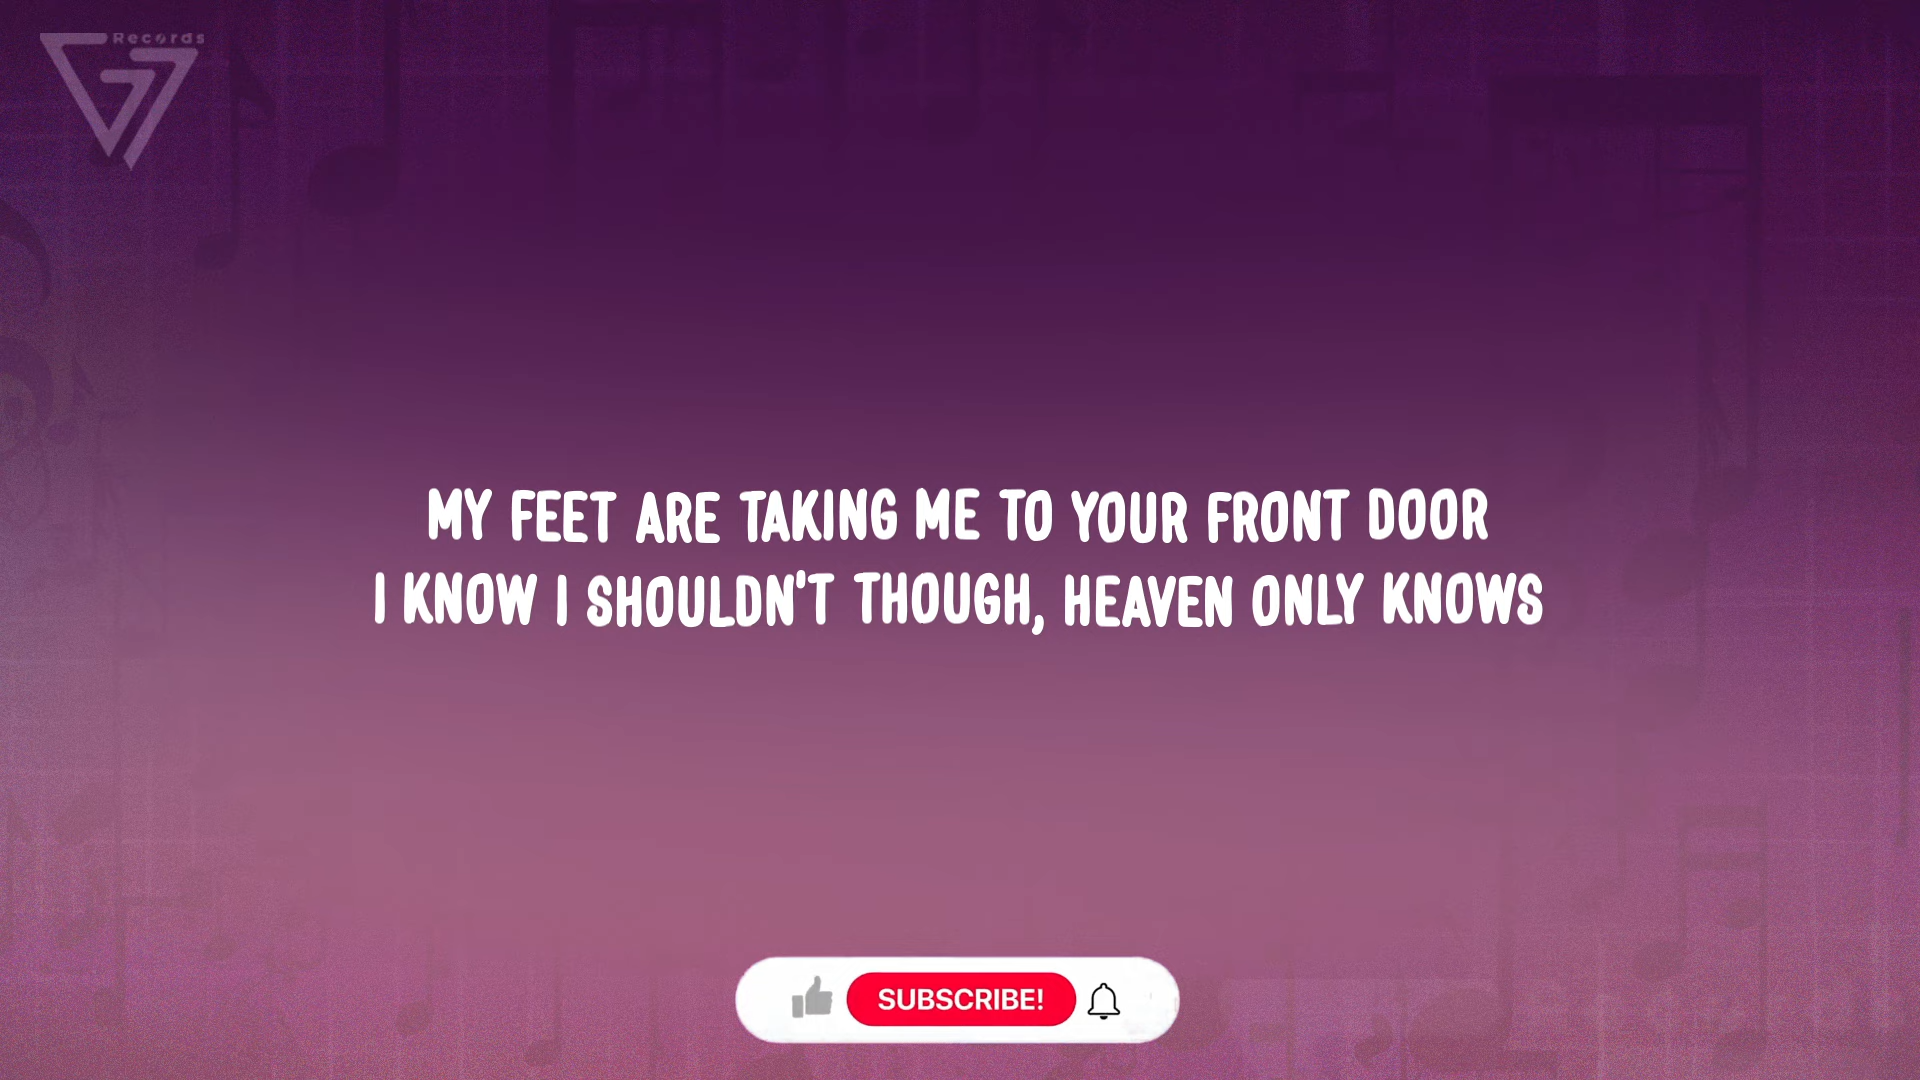 Records
MY FEET ARE TAKING ME TO YOUR FRONT DOOR
I KNOW I SHOULDN'T THOUGH, HEAVEN ONLY KNOWS
SUBSCRIBE!